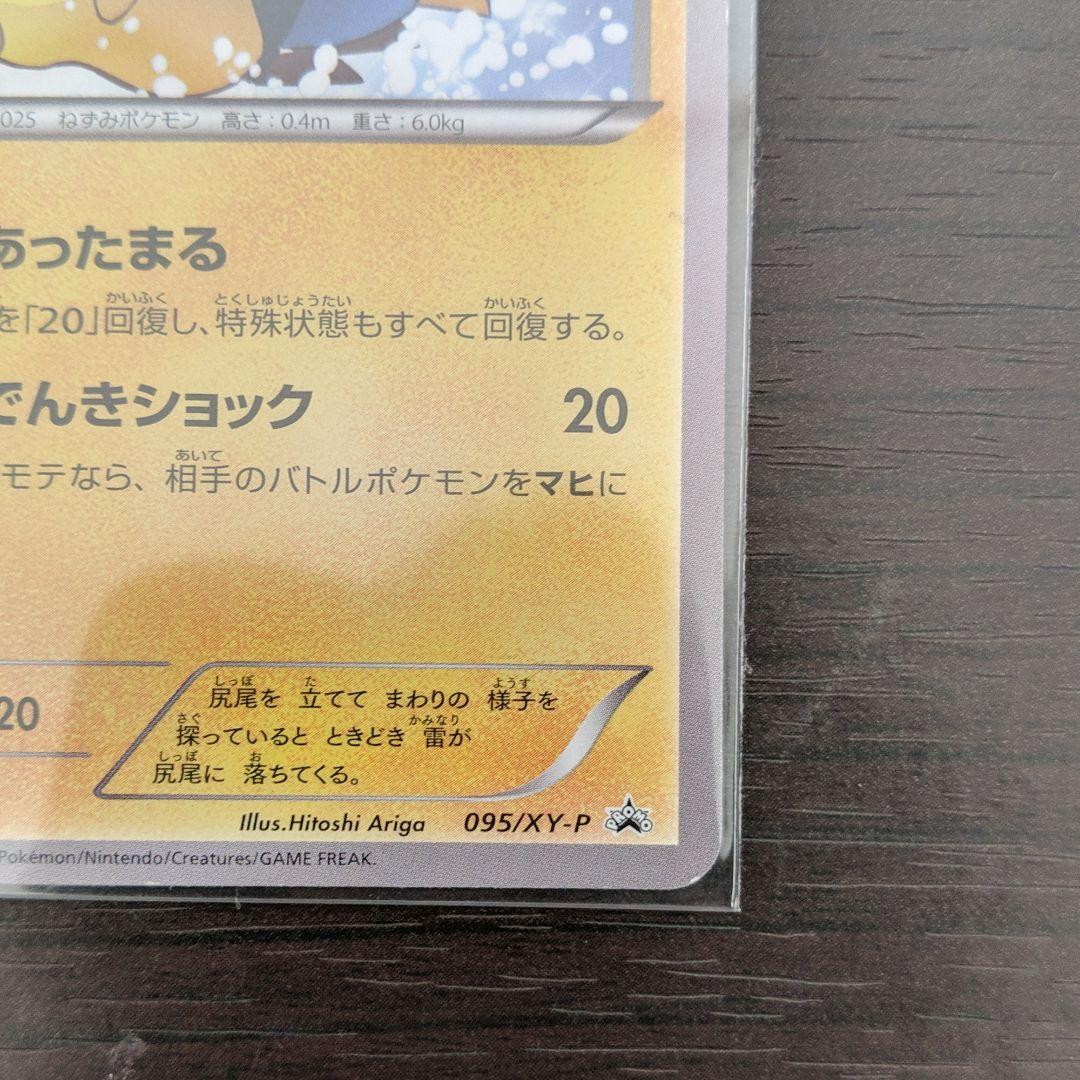 025 ねずみポケモン 高さ：0.4m 重さ：6.0kg
あったまる
を「20」回復し、特殊状態もすべて回復する。
でんきショック 20
モテなら、相手のバトルポケモンをマヒに
20
尻尾を 立てて まわりの 様子を
探っていると ときどき 雷が
尻尾に 落ちてくる。
Illus.Hitoshi Ariga 095/XY-P PROMO
Pokémon/Nintendo/Creatures/GAME FREAK.